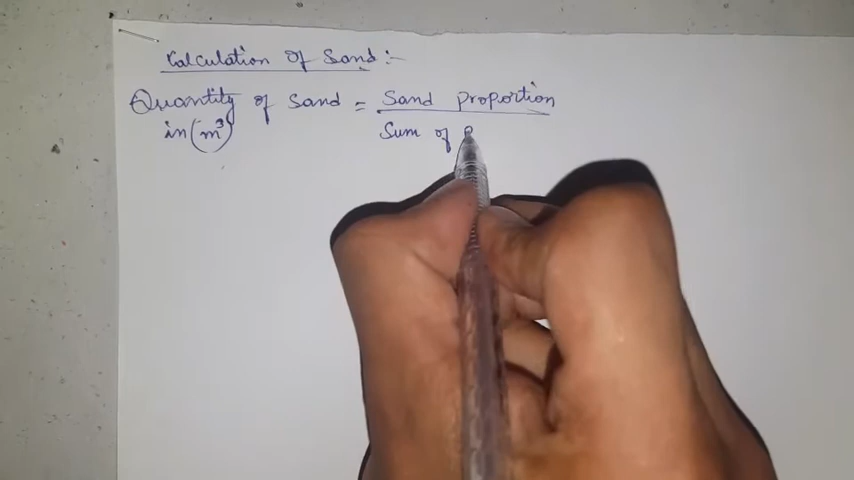 Calculation of Sand:-
Quantity of Sand = Sand proportion
in (m³) Sum of